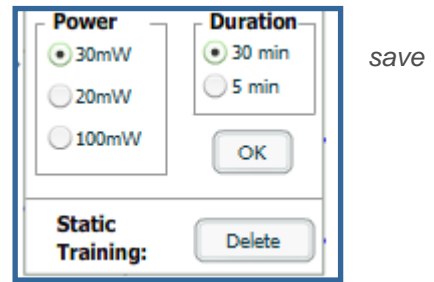 Power
Duration
30mW
30 min
save
20mW
5 min
100mW
OK
Static
Training:
Delete